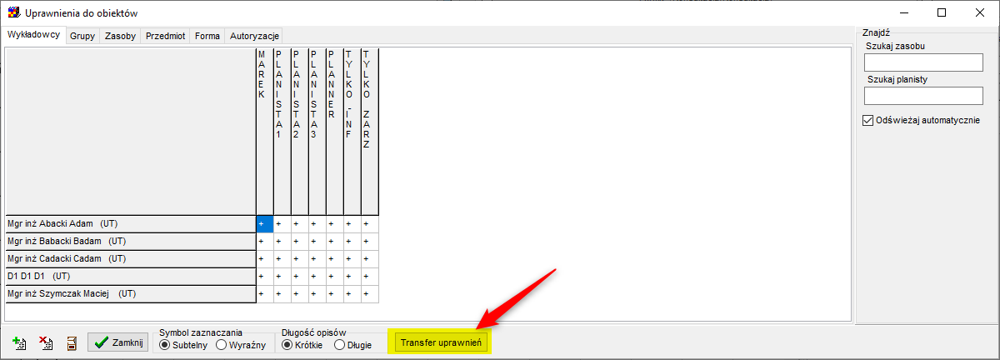 Uprawnienia do obiektów
Wykładowcy Grupy Zasoby Przedmiot Forma Autoryzacje
MAREK
PLANISTA1
PLANISTA2
PLANISTA3
PLANNER
TYLKO_INF
TYLKO ZARZ
Mgr inż Abacki Adam (UT) + + + + + + +
Mgr inż Babacki Badam (UT) + + + + + + +
Mgr inż Cadacki Cadam (UT) + + + + + + +
D1 D1 D1 (UT) + + + + + + +
Mgr inż Szymczak Maciej (UT) + + + + + + +
Znajdź
Szukaj zasobu
Szukaj planisty
Odświeżaj automatycznie
Zamknij
Symbol zaznaczania
Subtelny Wyraźny
Długość opisów
Krótkie Długie
Transfer uprawnień